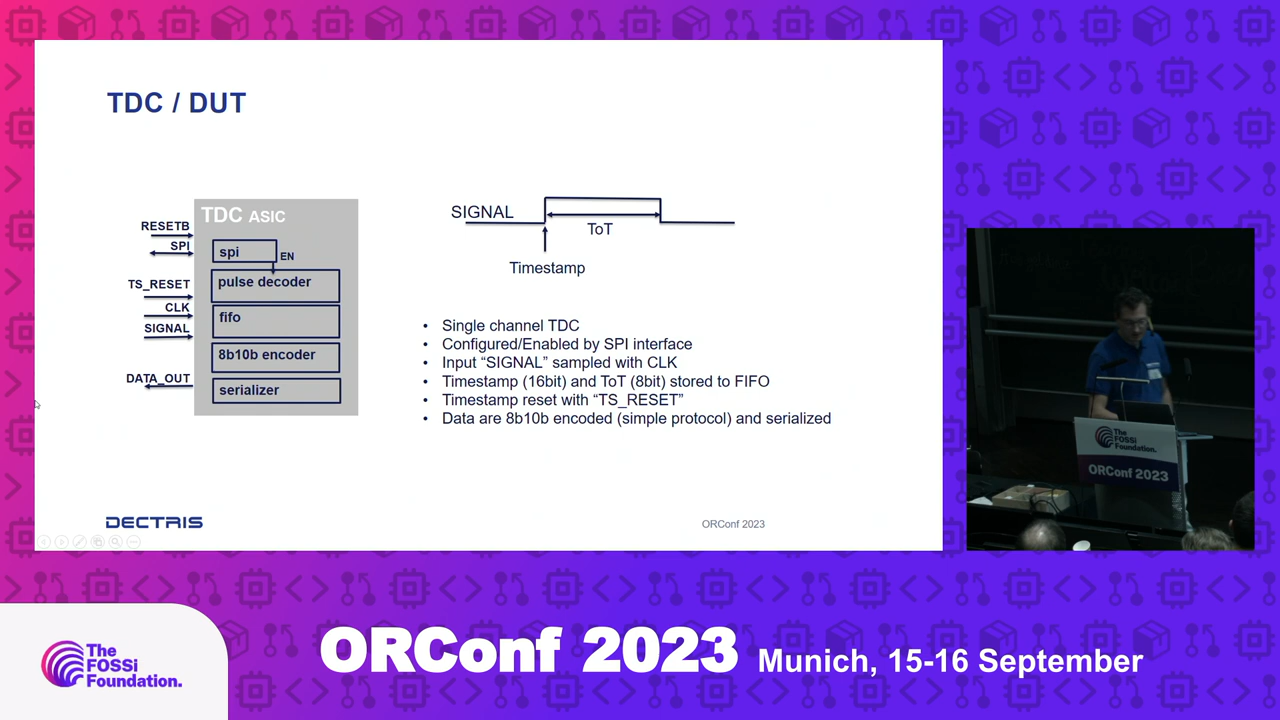 TDC / DUT
TDC ASIC
RESETB
SPI
spi
EN
TS_RESET
pulse decoder
CLK
fifo
SIGNAL
8b10b encoder
DATA_OUT
serializer
SIGNAL
ToT
Timestamp
• Single channel TDC
• Configured/Enabled by SPI interface
• Input “SIGNAL” sampled with CLK
• Timestamp (16bit) and ToT (8bit) stored to FIFO
• Timestamp reset with “TS_RESET”
• Data are 8b10b encoded (simple protocol) and serialized
DECTRIS
ORConf 2023
The
FOSSi
Foundation.
ORConf 2023
The
FOSSi
Foundation.
ORConf 2023 Munich, 15-16 September